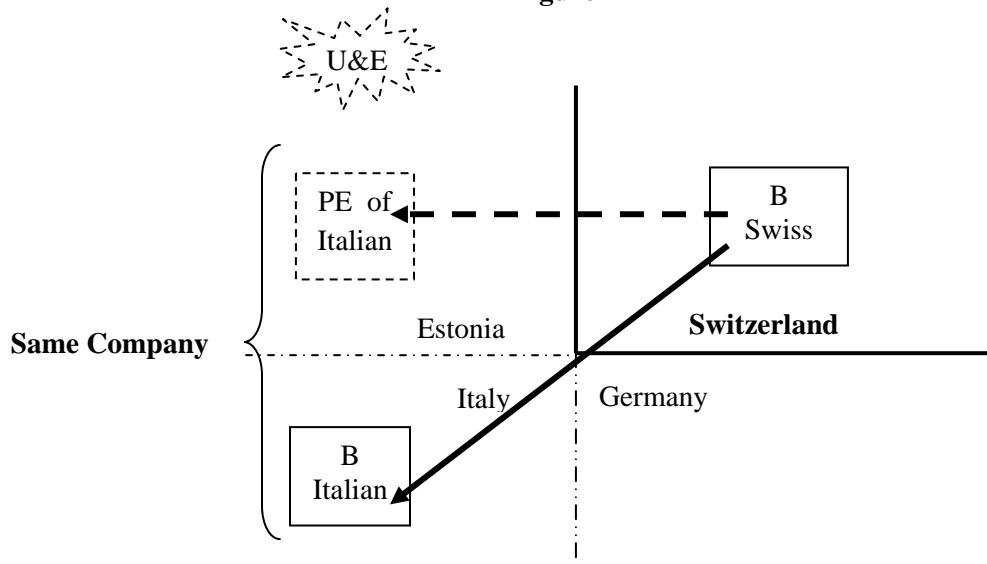 U&E
PE of
Italian
B
Swiss
Estonia
Switzerland
Same Company
Italy
Germany
B
Italian